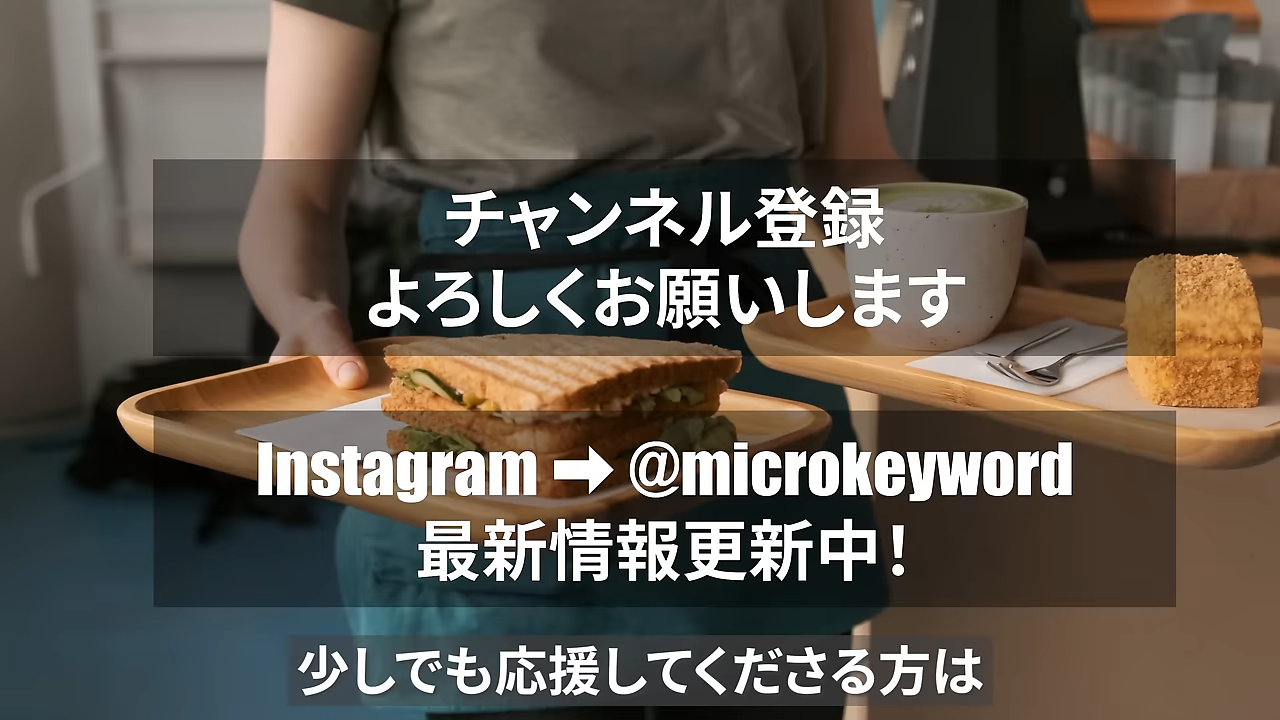 チャンネル登録
よろしくお願いします
Instagram ➡ @microkeyword
最新情報更新中！
少しでも応援してくださる方は